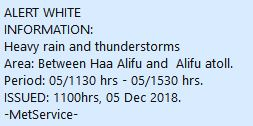 ALERT WHITE
INFORMATION:
Heavy rain and thunderstorms
Area: Between Haa Alifu and  Alifu atoll.
Period: 05/1130 hrs - 05/1530 hrs.
ISSUED: 1100hrs, 05 Dec 2018.
-MetService-